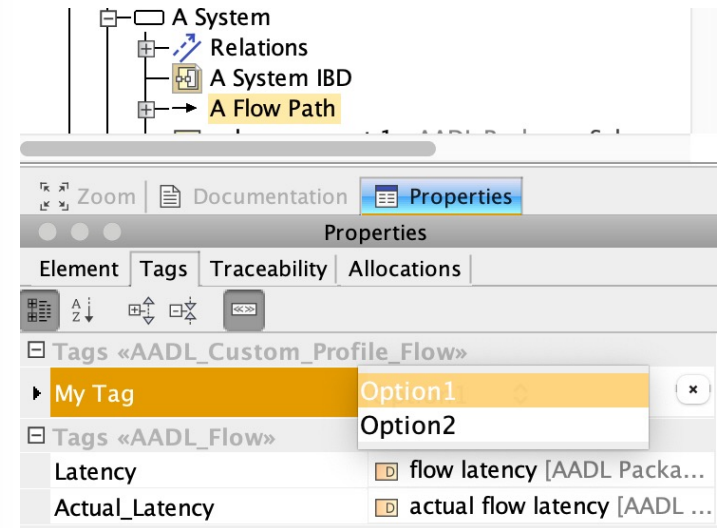 A System
Relations
A System IBD
A Flow Path
Zoom Documentation Properties
Properties
Element Tags Traceability Allocations
A
Z
Tags «AADL_Custom_Profile_Flow»
My Tag Option1
Option2
Tags «AADL_Flow»
Latency D flow latency [AADL Packa...
Actual_Latency D actual flow latency [AADL ...